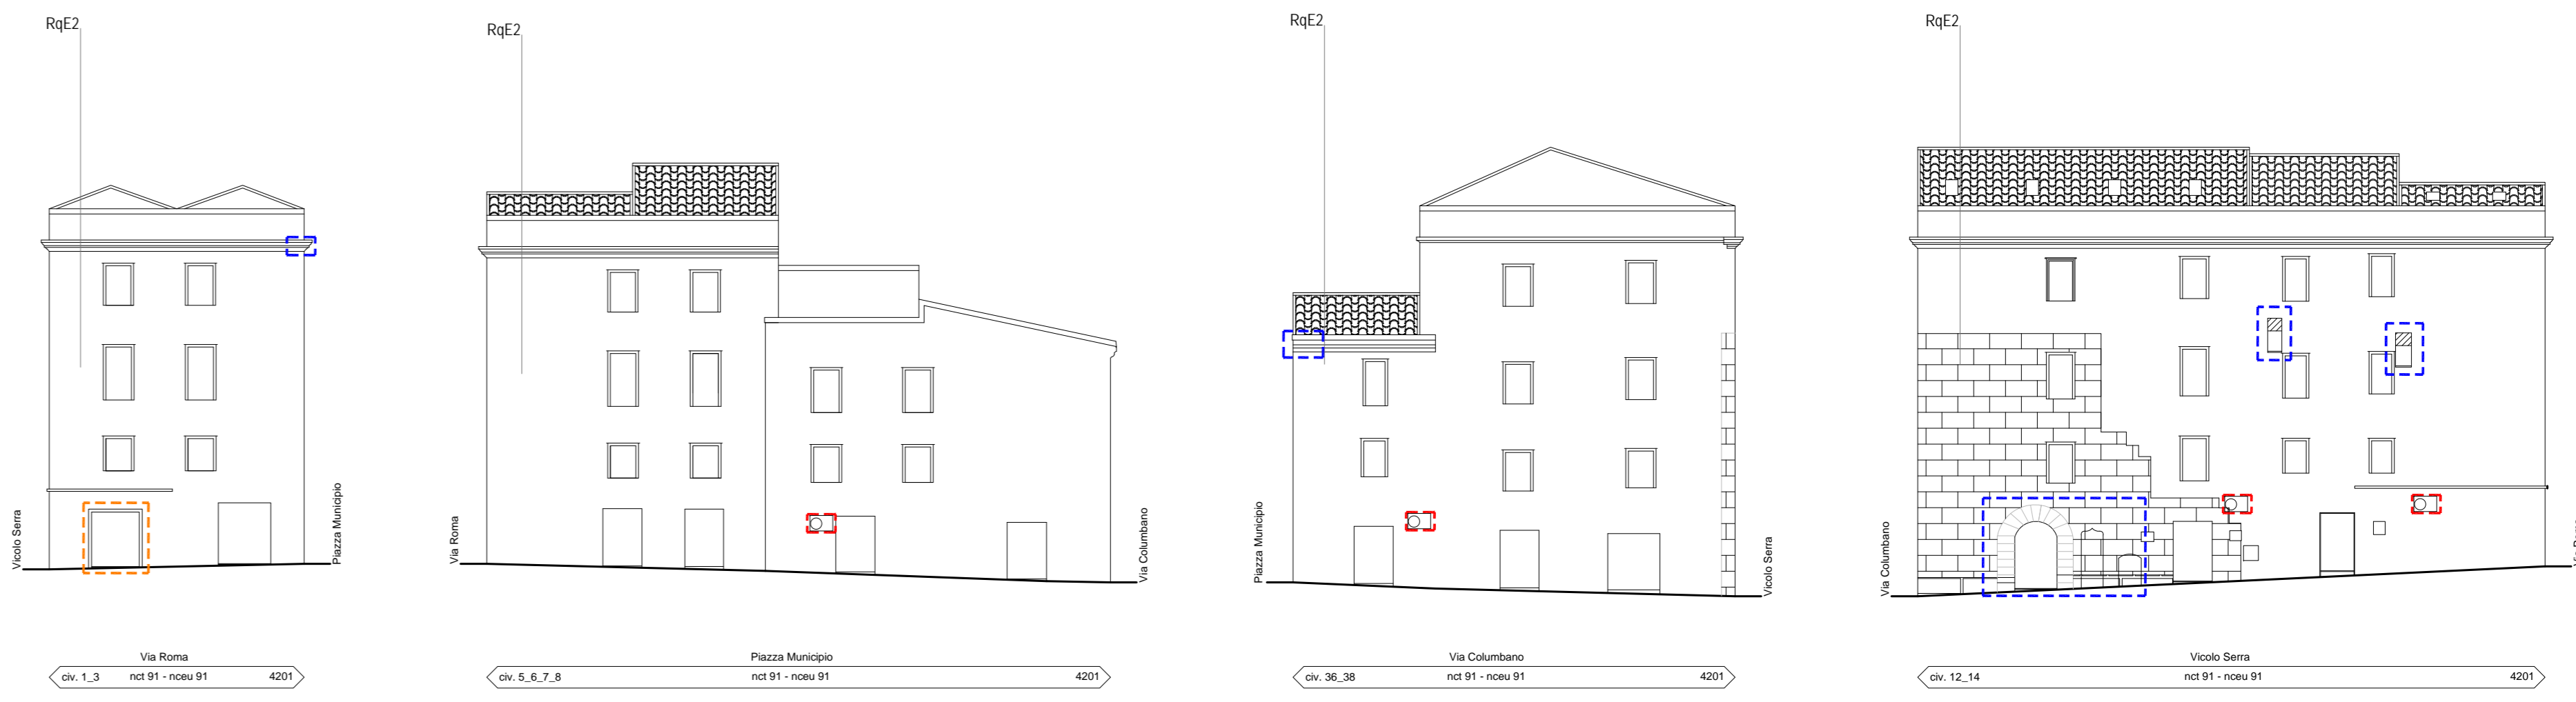 RqE2
Vicolo Serra
Piazza Municipio
Via Roma
civ. 1_3 nct 91 - nceu 91 4201
RqE2
Via Roma
Via Columbano
Piazza Municipio
civ. 5_6_7_8 nct 91 - nceu 91 4201
RqE2
Piazza Municipio
Vicolo Serra
Via Columbano
civ. 36_38 nct 91 - nceu 91 4201
RqE2
Via Columbano
Vicolo Serra
civ. 12_14 nct 91 - nceu 91 4201